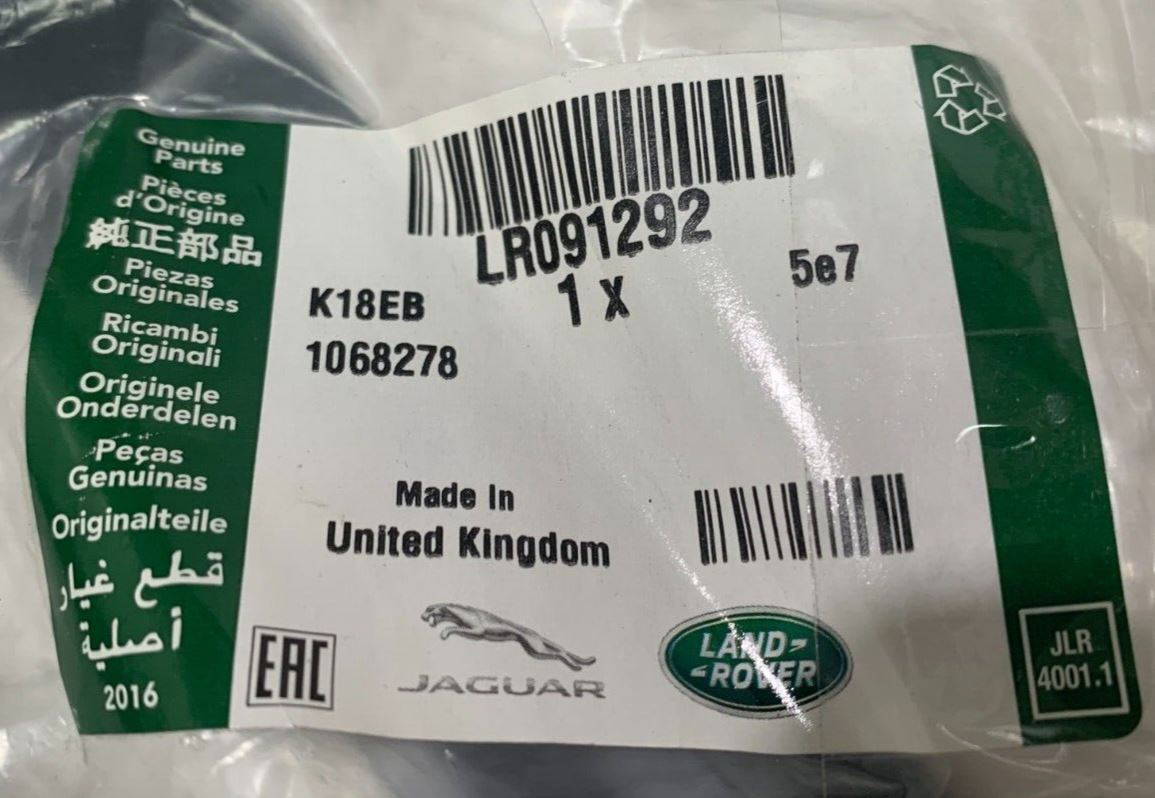 Genuine
Parts
Pièces
d'Origine
純正部品
Piezas
Originales
Ricambi
Originali
Originele
Onderdelen
Peças
Genuinas
Originalteile
قطع غيار
أصلية
2016
LR091292
1 X
5e7
K18EB
1068278
Made In
United Kingdom
EAC
JAGUAR
LAND-
-ROVER
JLR
4001.1